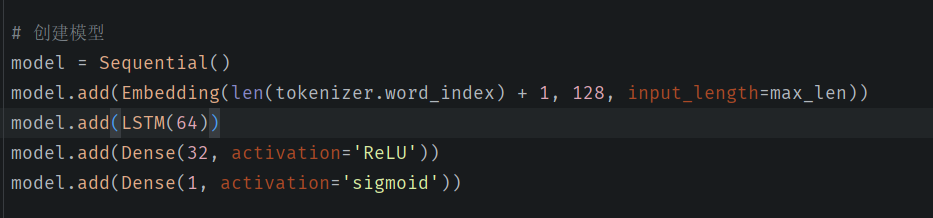 # 创建模型
model = Sequential()
model.add(Embedding(len(tokenizer.word_index) + 1, 128, input_length=max_len))
model.add(LSTM(64))
model.add(Dense(32, activation='ReLU'))
model.add(Dense(1, activation='sigmoid'))